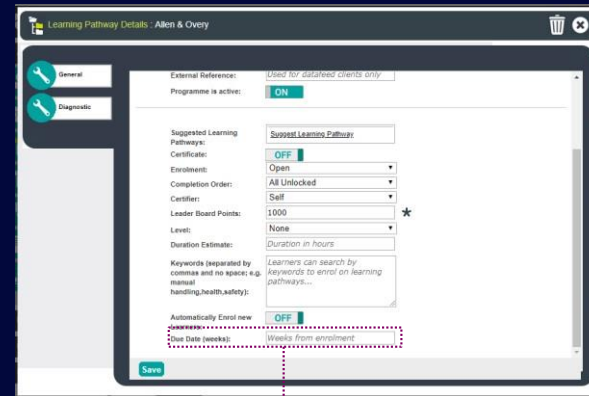 Learning Pathway Details : Allen & Overy
General
Diagnostic
External Reference: Used for datafeed clients only
Programme is active: ON
Suggested Learning Pathways: Suggest Learning Pathway
Certificate: OFF
Enrolment: Open
Completion Order: All Unlocked
Certifier: Self
Leader Board Points: 1000 *
Level: None
Duration Estimate: Duration in hours
Keywords (separated by
commas and no space; e.g.
manual
handling,health,safety):
Learners can search by
keywords to enrol on learning
pathways...
Automatically Enrol new
Learners: OFF
Due Date (weeks): Weeks from enrolment
Save